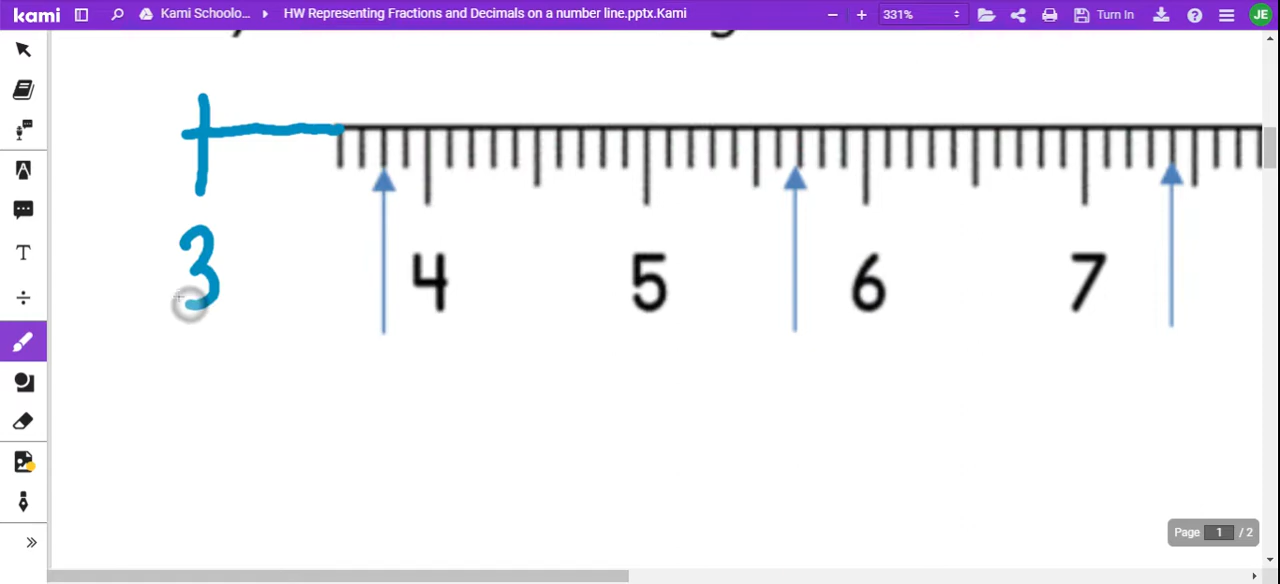 kami Kami Schoolo... HW Representing Fractions and Decimals on a number line.pptx.Kami 331% Turn In JE
3 4 5 6 7
T
Page 1 / 2